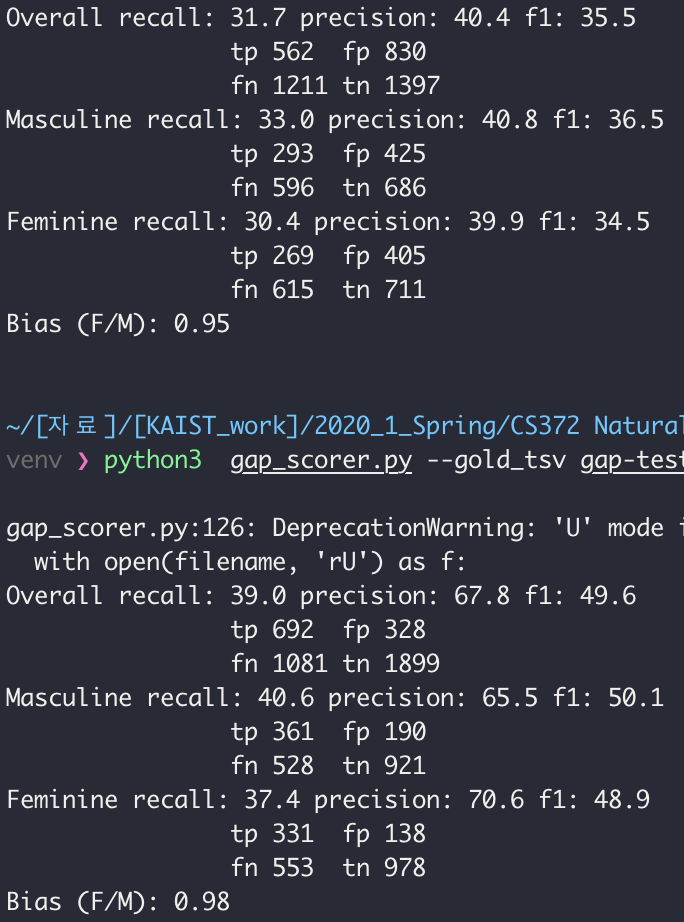 Overall recall: 31.7 precision: 40.4 f1: 35.5
tp 562 fp 830
fn 1211 tn 1397
Masculine recall: 33.0 precision: 40.8 f1: 36.5
tp 293 fp 425
fn 596 tn 686
Feminine recall: 30.4 precision: 39.9 f1: 34.5
tp 269 fp 405
fn 615 tn 711
Bias (F/M): 0.95
~/[자료]/[KAIST_work]/2020_1_Spring/CS372 Natural
venv ❯ python3 gap_scorer.py --gold_tsv gap-test
gap_scorer.py:126: DeprecationWarning: 'U' mode i
with open(filename, 'rU') as f:
Overall recall: 39.0 precision: 67.8 f1: 49.6
tp 692 fp 328
fn 1081 tn 1899
Masculine recall: 40.6 precision: 65.5 f1: 50.1
tp 361 fp 190
fn 528 tn 921
Feminine recall: 37.4 precision: 70.6 f1: 48.9
tp 331 fp 138
fn 553 tn 978
Bias (F/M): 0.98